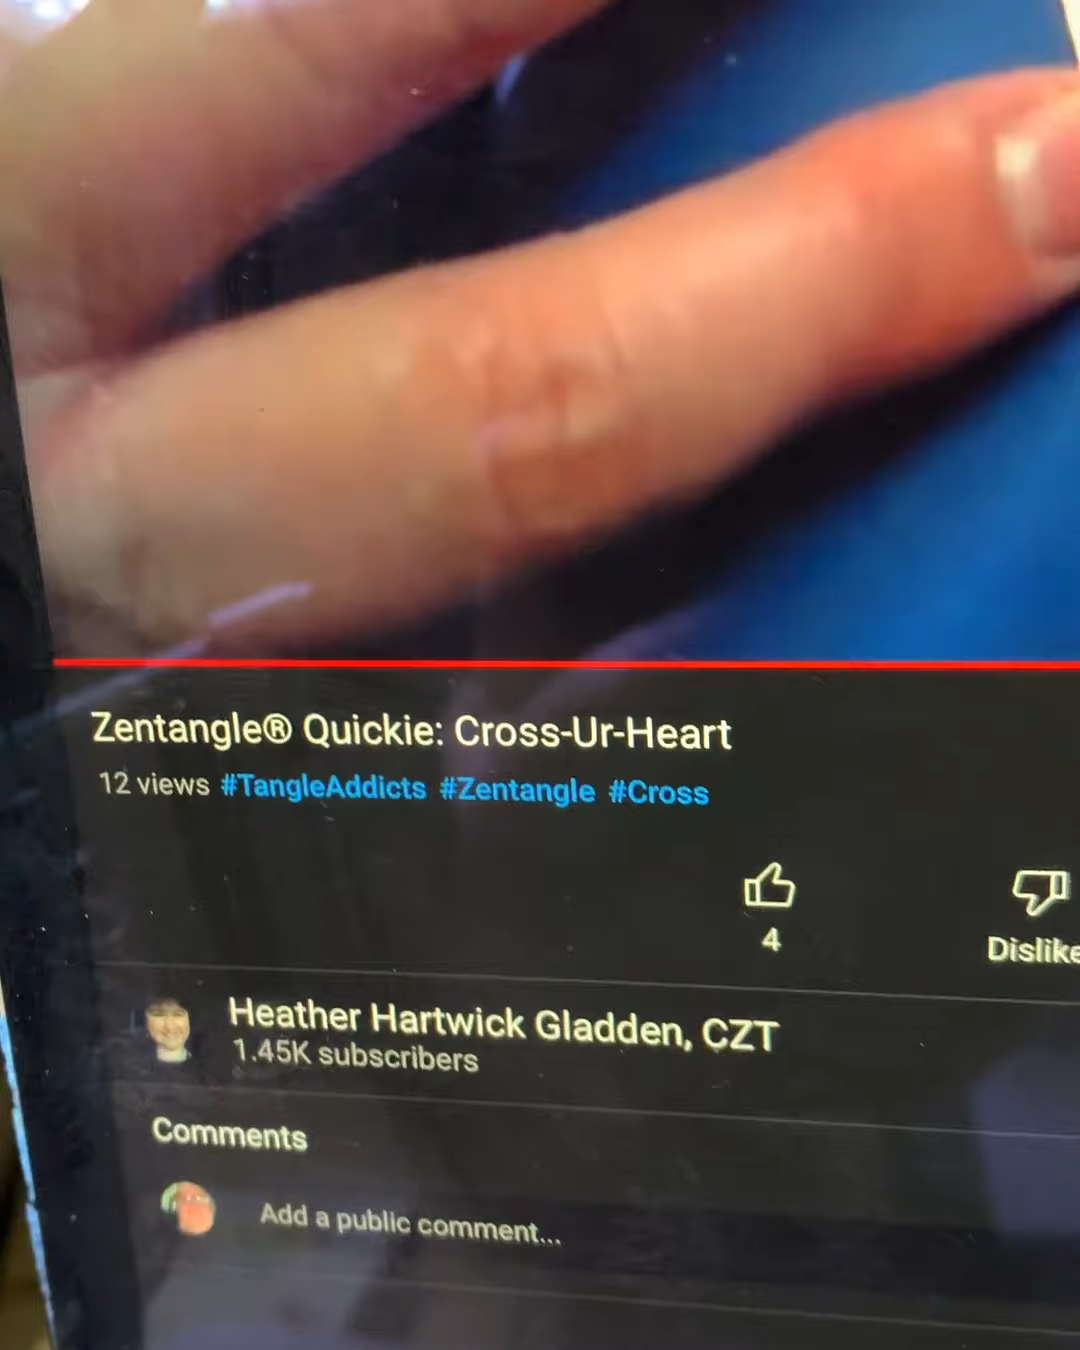 Zentangle® Quickie: Cross-Ur-Heart
12 views #TangleAddicts #Zentangle #Cross
4
Dislike
Heather Hartwick Gladden, CZT
1.45K subscribers
Comments
Add a public comment...